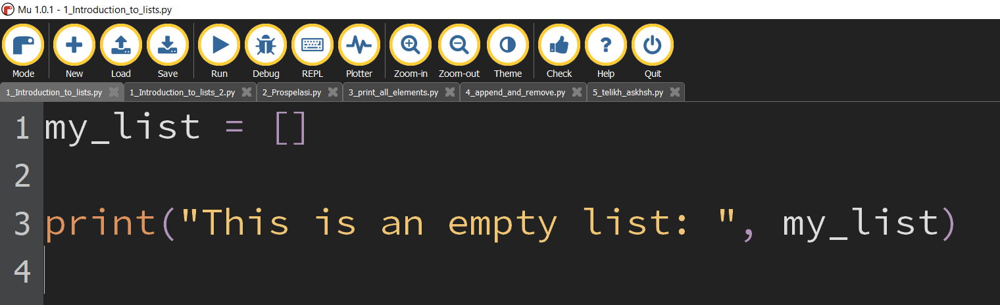 Mu 1.0.1 - 1_Introduction_to_lists.py
Mode New Load Save Run Debug REPL Plotter Zoom-in Zoom-out Theme Check Help Quit
1_Introduction_to_lists.py 1_Introduction_to_lists_2.py 2_Prospelasi.py 3_print_all_elements.py 4_append_and_remove.py 5_telikh_askhsh.py
1 my_list = []
2
3 print("This is an empty list: ", my_list)
4